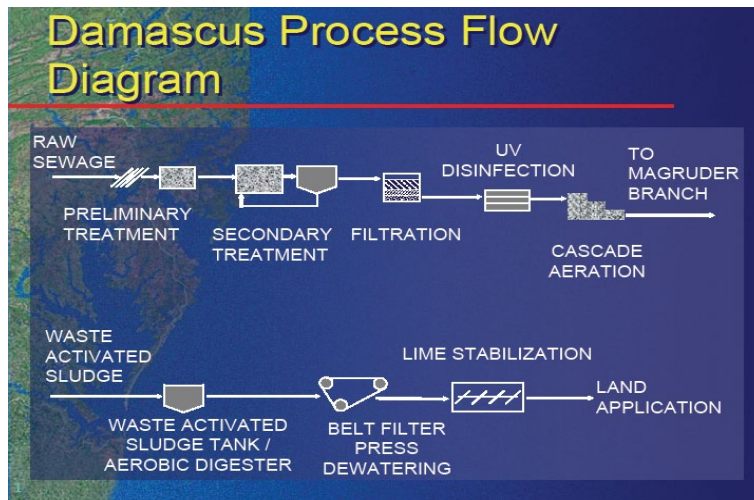 Damascus Process Flow
Diagram
RAW
SEWAGE
PRELIMINARY
TREATMENT
SECONDARY
TREATMENT
FILTRATION
UV
DISINFECTION
CASCADE
AERATION
TO
MAGRUDER
BRANCH
WASTE
ACTIVATED
SLUDGE
WASTE ACTIVATED
SLUDGE TANK /
AEROBIC DIGESTER
BELT FILTER
PRESS
DEWATERING
LIME STABILIZATION
LAND
APPLICATION
1